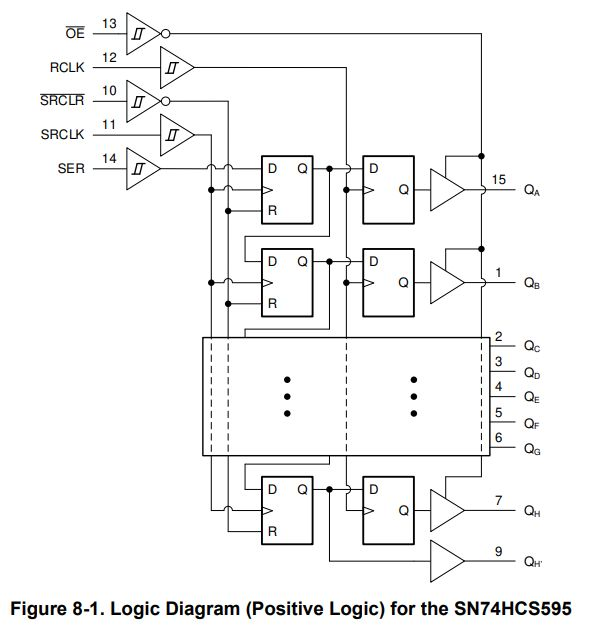 OE 13
RCLK 12
SRCLR 10
SRCLK 11
SER 14
D Q D Q 15 QA
R
D Q D Q 1 QB
R
2 QC
3 QD
4 QE
5 QF
6 QG
D Q D Q 7 QH
R
9 QH'
Figure 8-1. Logic Diagram (Positive Logic) for the SN74HCS595